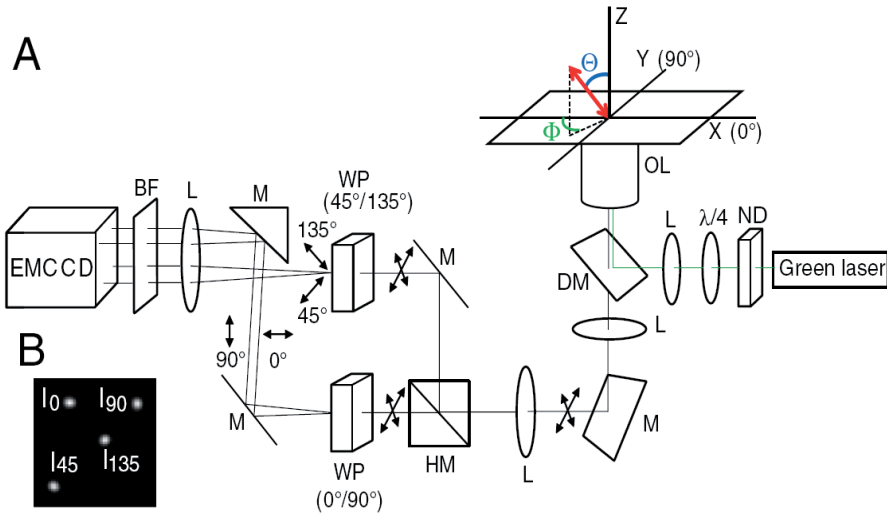 A
Z
Θ
Y (90°)
Φ
X (0°)
OL
BF
L
M
WP
(45°/135°)
135°
M
L
λ/4
ND
EMCCD
DM
Green laser
45°
L
90°
0°
B
I0
I90
I45
I135
M
WP
(0°/90°)
HM
L
M